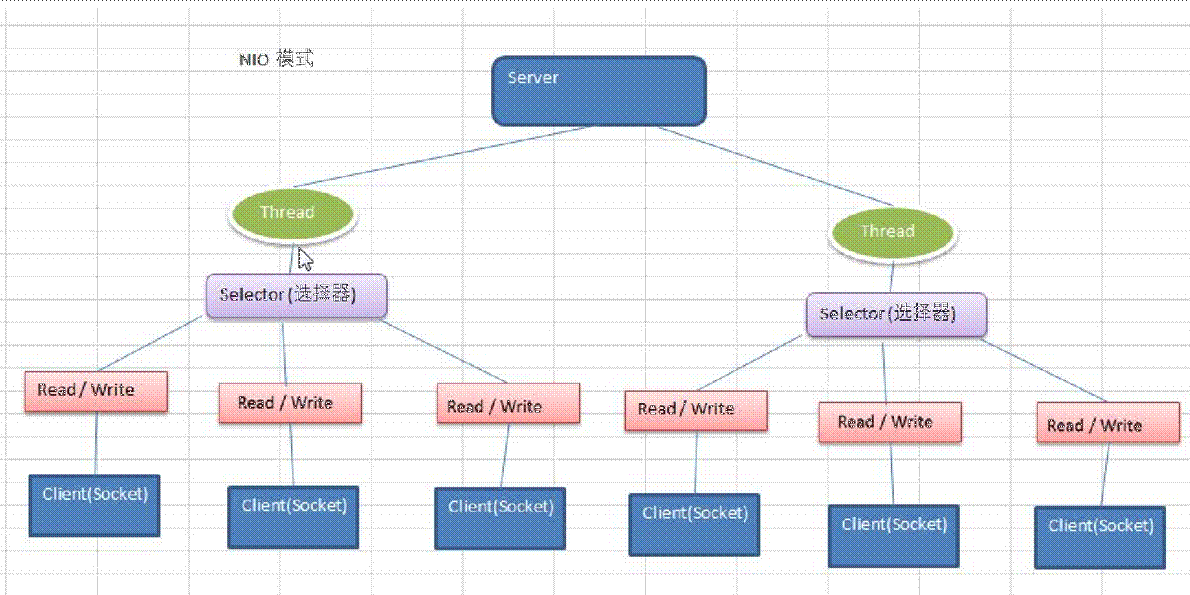 NIO 模式
Server
Thread
Thread
Selector (选择器)
Selector (选择器)
Read / Write
Read / Write
Read / Write
Read / Write
Read / Write
Read / Write
Client(Socket)
Client(Socket)
Client(Socket)
Client(Socket)
Client(Socket)
Client(Socket)